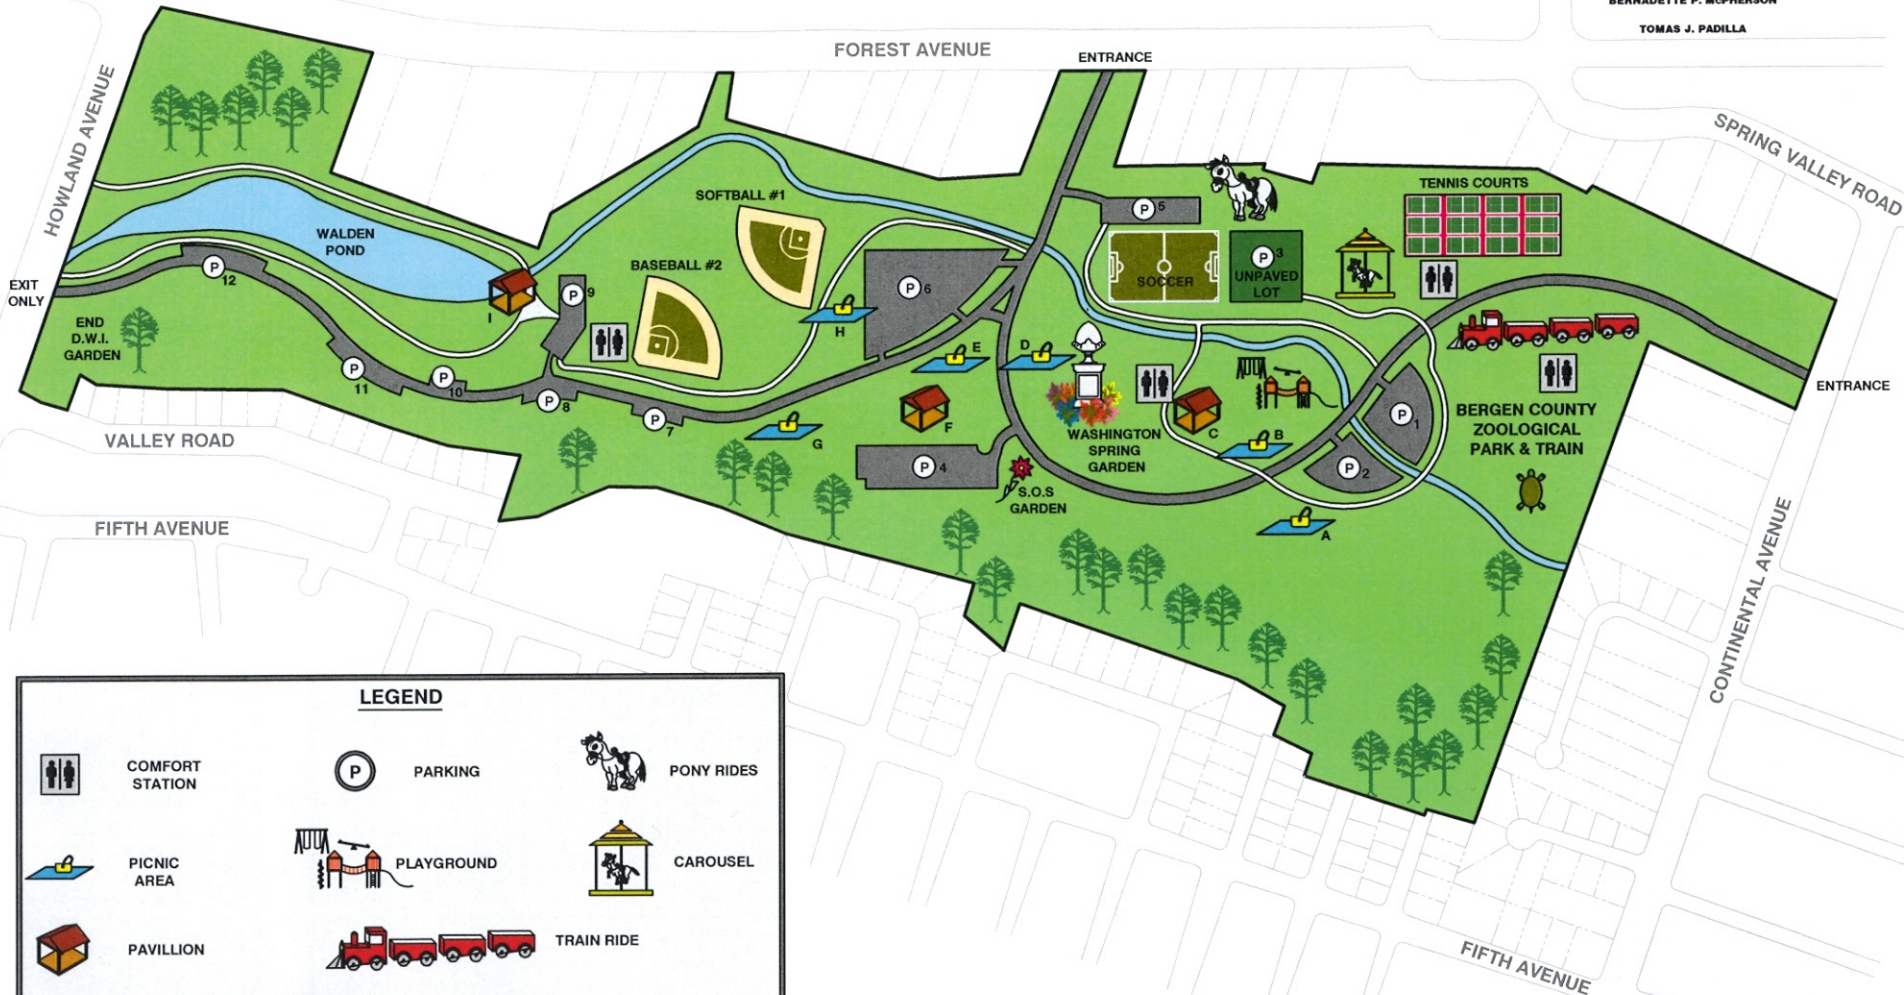 BERNADETTE P. McPHERSON
TOMAS J. PADILLA
FOREST AVENUE
ENTRANCE
HOWLAND AVENUE
SPRING VALLEY ROAD
SOFTBALL #1
P 5
TENNIS COURTS
WALDEN
POND
BASEBALL #2
P 12
P 9
P 6
SOCCER
P 3
UNPAVED
LOT
EXIT
ONLY
I
H
END
D.W.I.
GARDEN
E
D
P 11
P 10
P 8
P 7
F
G
P 4
WASHINGTON
SPRING
GARDEN
C
B
P 1
P 2
ENTRANCE
BERGEN COUNTY
ZOOLOGICAL
PARK & TRAIN
S.O.S
GARDEN
A
VALLEY ROAD
FIFTH AVENUE
CONTINENTAL AVENUE
LEGEND
COMFORT
STATION
P
PARKING
PONY RIDES
PICNIC
AREA
PLAYGROUND
CAROUSEL
PAVILLION
TRAIN RIDE
FIFTH AVENUE